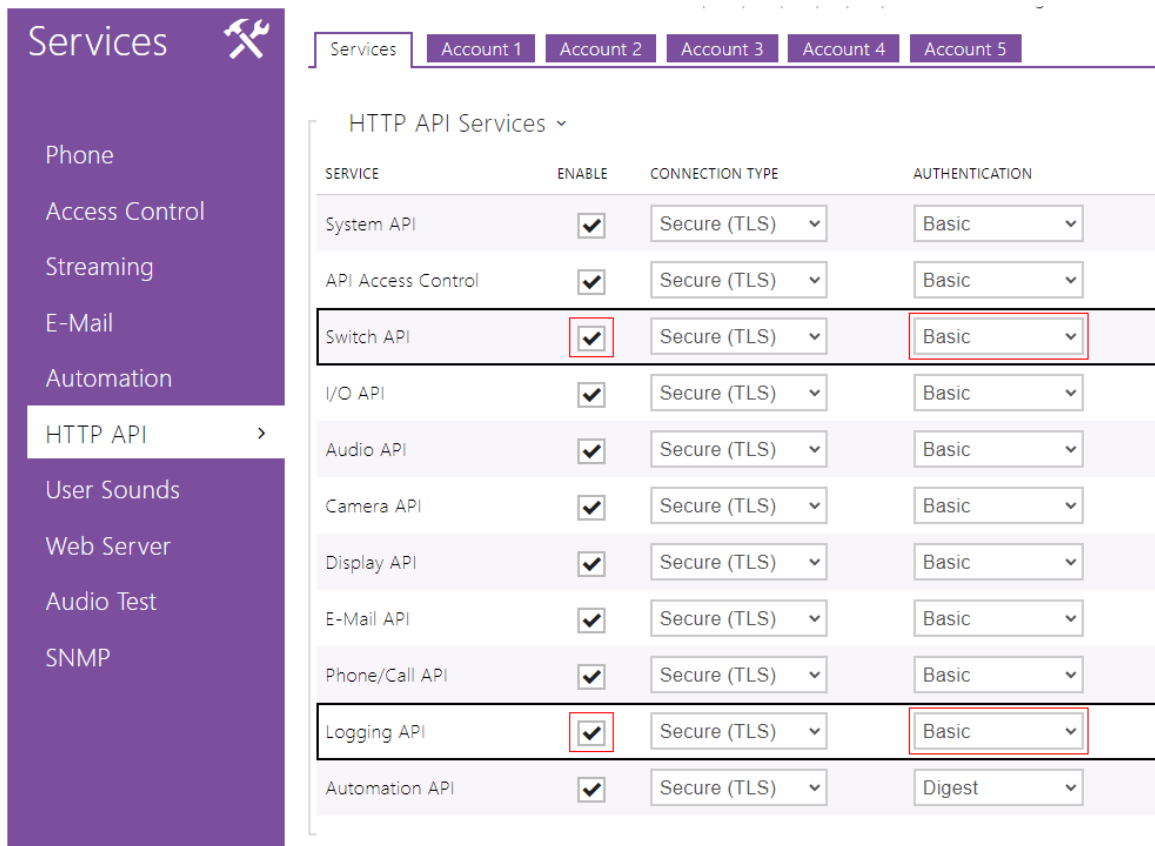 Services
Phone
Access Control
Streaming
E-Mail
Automation
HTTP API
User Sounds
Web Server
Audio Test
SNMP
Services Account 1 Account 2 Account 3 Account 4 Account 5
HTTP API Services
SERVICE ENABLE CONNECTION TYPE AUTHENTICATION
System API Secure (TLS) Basic
API Access Control Secure (TLS) Basic
Switch API Secure (TLS) Basic
I/O API Secure (TLS) Basic
Audio API Secure (TLS) Basic
Camera API Secure (TLS) Basic
Display API Secure (TLS) Basic
E-Mail API Secure (TLS) Basic
Phone/Call API Secure (TLS) Basic
Logging API Secure (TLS) Basic
Automation API Secure (TLS) Digest